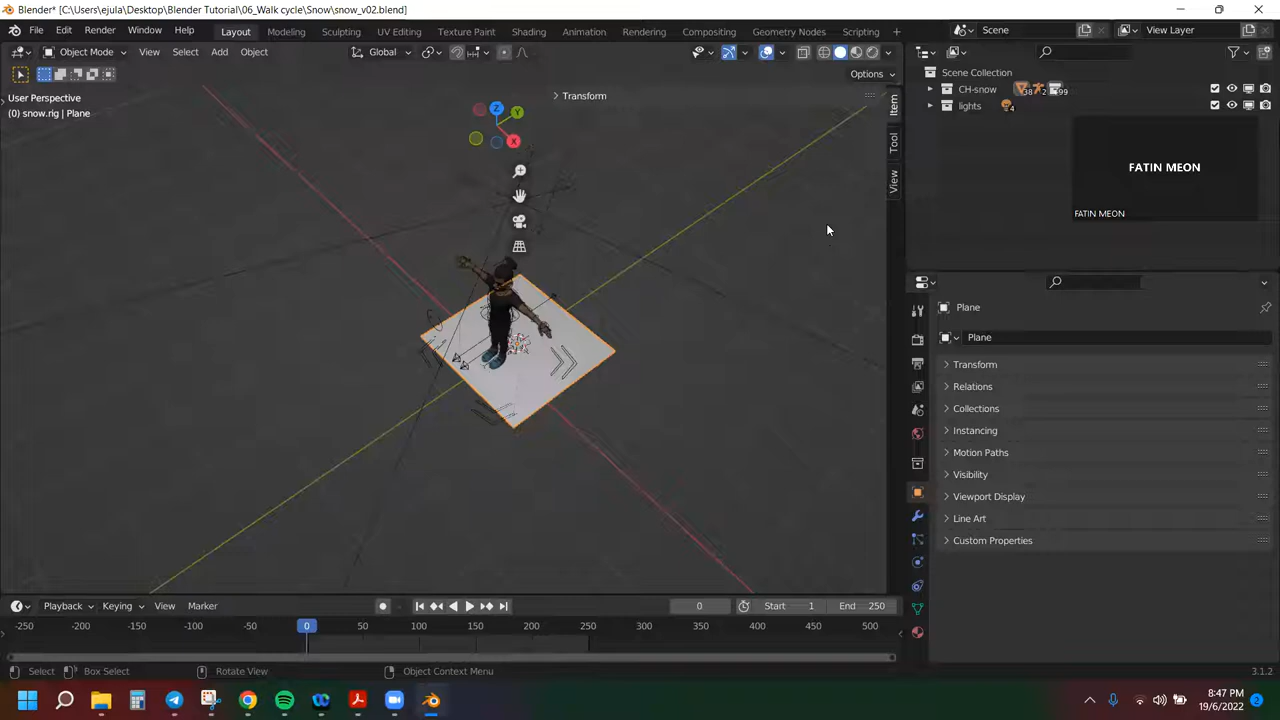 Blender* [C:\Users\ejula\Desktop\Blender Tutorial\06_Walk cycle\Snow\snow_v02.blend]
File Edit Render Window Help Layout Modeling Sculpting UV Editing Texture Paint Shading Animation Rendering Compositing Geometry Nodes Scripting + Scene View Layer
Object Mode View Select Add Object Global
Options
User Perspective
(0) snow.rig | Plane
Transform
Z
Y
X
Item
Tool
View
Scene Collection
CH-snow 38 2 99
lights 4
FATIN MEON
FATIN MEON
Plane
Plane
Transform
Relations
Collections
Instancing
Motion Paths
Visibility
Viewport Display
Line Art
Custom Properties
Playback Keying View Marker 0 Start 1 End 250
-250 -200 -150 -100 -50 0 50 100 150 200 250 300 350 400 450 500
Select Box Select Rotate View Object Context Menu 3.1.2
8:47 PM
19/6/2022
2